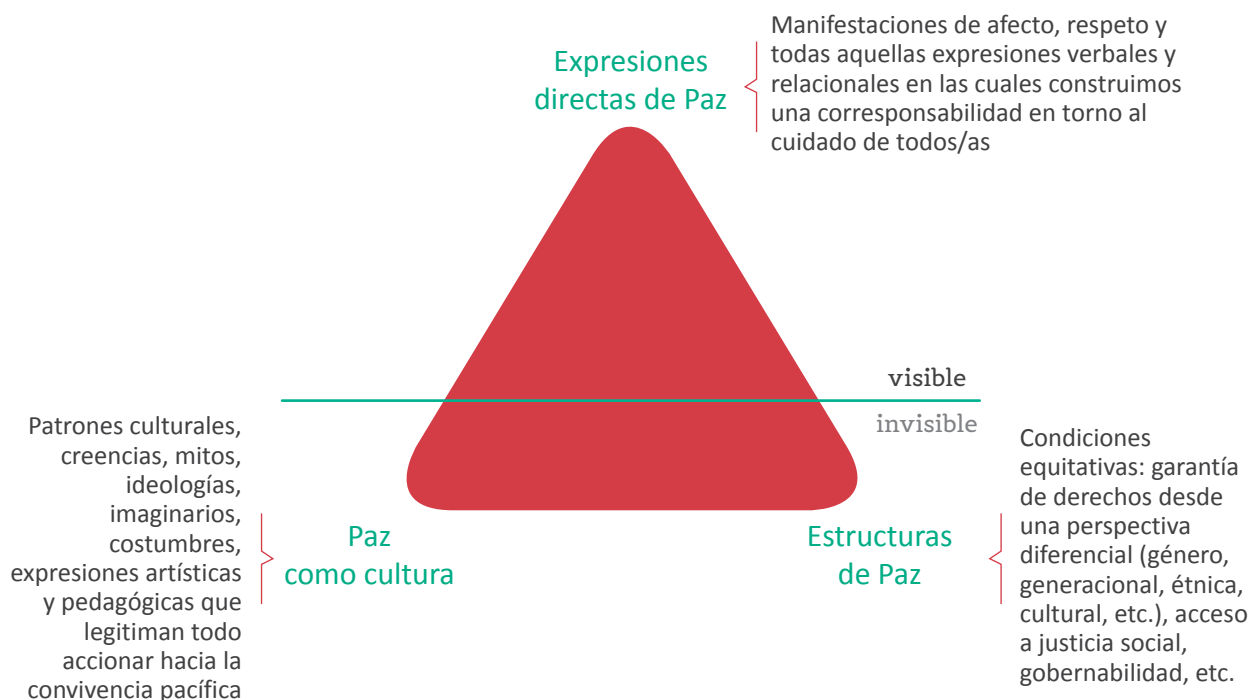 Expresiones
directas de Paz
Manifestaciones de afecto, respeto y
todas aquellas expresiones verbales y
relacionales en las cuales construimos
una corresponsabilidad en torno al
cuidado de todos/as
visible
invisible
Patrones culturales,
creencias, mitos,
ideologías,
imaginarios,
costumbres,
expresiones artísticas
y pedagógicas que
legitiman todo
accionar hacia la
convivencia pacífica
Paz
como cultura
Estructuras
de Paz
Condiciones
equitativas: garantía
de derechos desde
una perspectiva
diferencial (género,
generacional, étnica,
cultural, etc.), acceso
a justicia social,
gobernabilidad, etc.